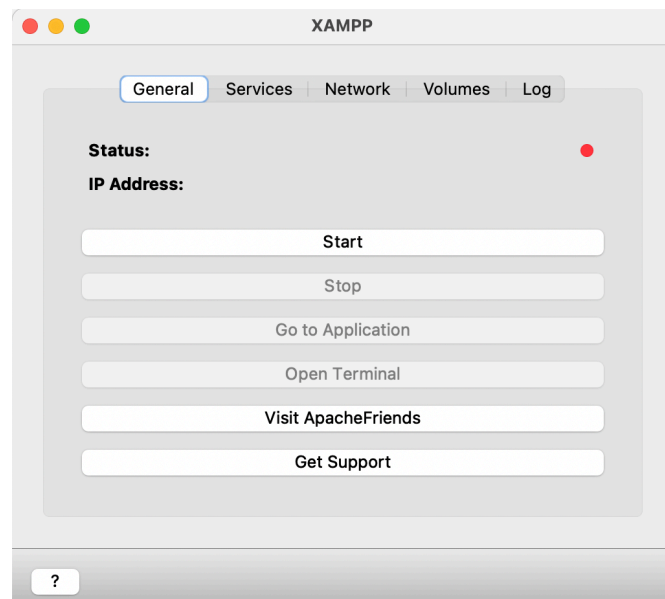 XAMPP
General Services Network Volumes Log
Status:
IP Address:
Start
Stop
Go to Application
Open Terminal
Visit ApacheFriends
Get Support
?